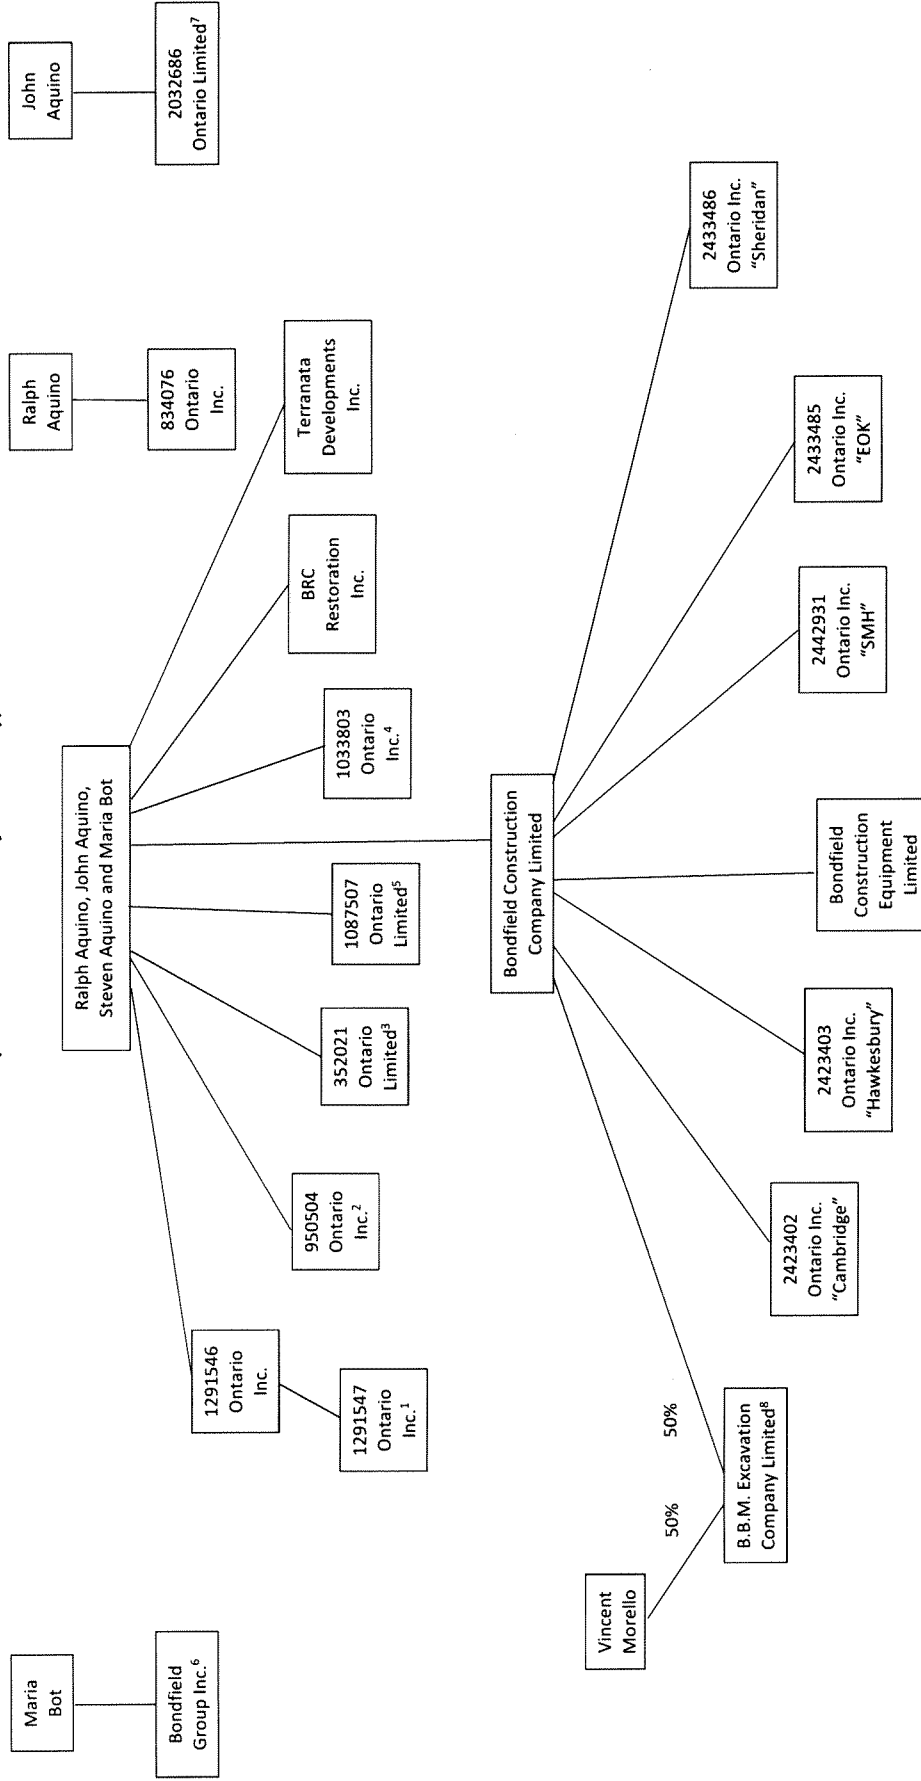 Maria
Bot
Bondfield
Group Inc.6
Ralph Aquino, John Aquino,
Steven Aquino and Maria Bot
Ralph
Aquino
834076
Ontario
Inc.
John
Aquino
2032686
Ontario Limited7
1291546
Ontario
Inc.
1291547
Ontario
Inc.1
950504
Ontario
Inc.2
352021
Ontario
Limited3
1087507
Ontario
Limited5
1033803
Ontario
Inc.4
BRC
Restoration
Inc.
Terranata
Developments
Inc.
Bondfield Construction
Company Limited
Vincent
Morello
50%
50%
B.B.M. Excavation
Company Limited8
2423402
Ontario Inc.
"Cambridge"
2423403
Ontario Inc.
"Hawkesbury"
Bondfield
Construction
Equipment
Limited
2442931
Ontario Inc.
"SMH"
2433485
Ontario Inc.
"EOK"
2433486
Ontario Inc.
"Sheridan"